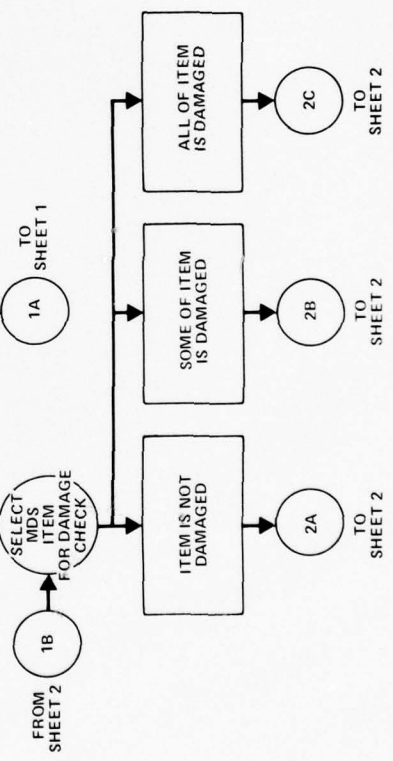 FROM
SHEET 2
1B
SELECT
MDS
ITEM
FOR DAMAGE
CHECK
1A
TO
SHEET 1
ITEM IS NOT
DAMAGED
SOME OF ITEM
IS DAMAGED
ALL OF ITEM
IS DAMAGED
2A
TO
SHEET 2
2B
TO
SHEET 2
2C
TO
SHEET 2